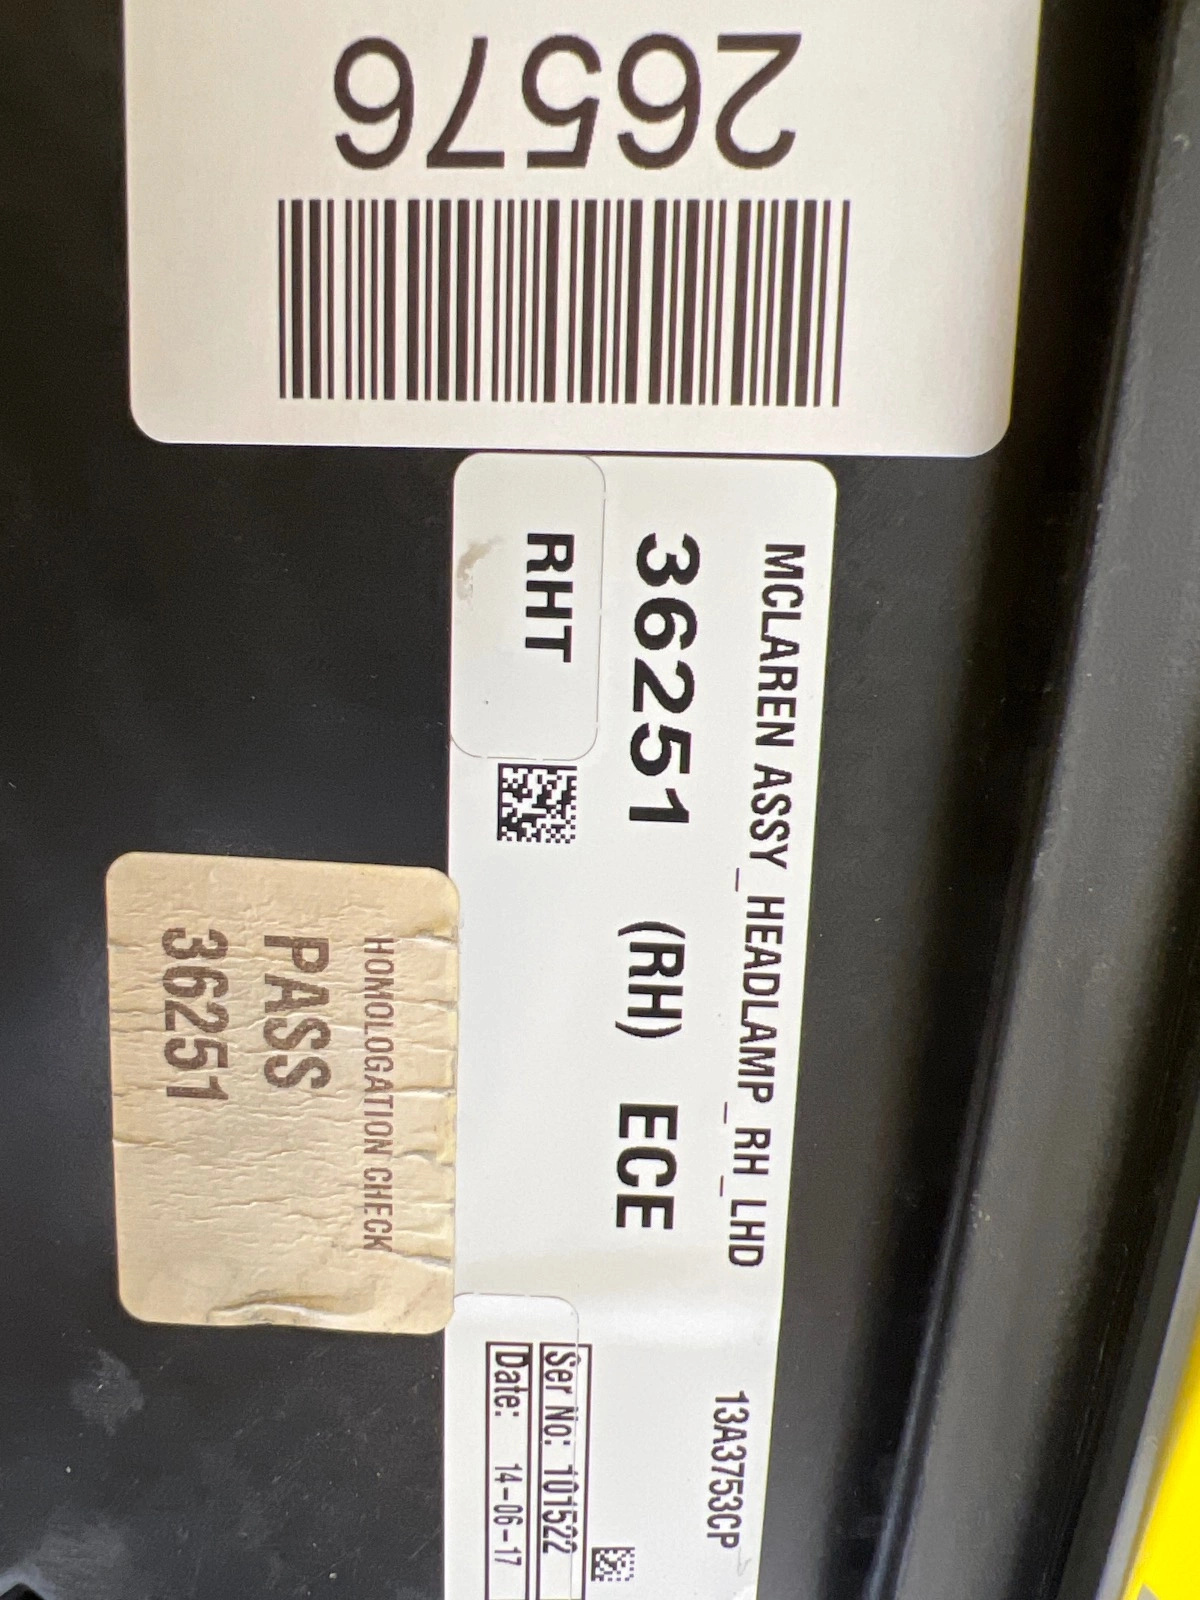 26576
MCLAREN ASSY_HEADLAMP_RH_LHD
13A3753CP
36251 (RH) ECE
RHT
Ser No: 101522
Date: 14-06-17
HOMOLOGATION CHECK
PASS
36251